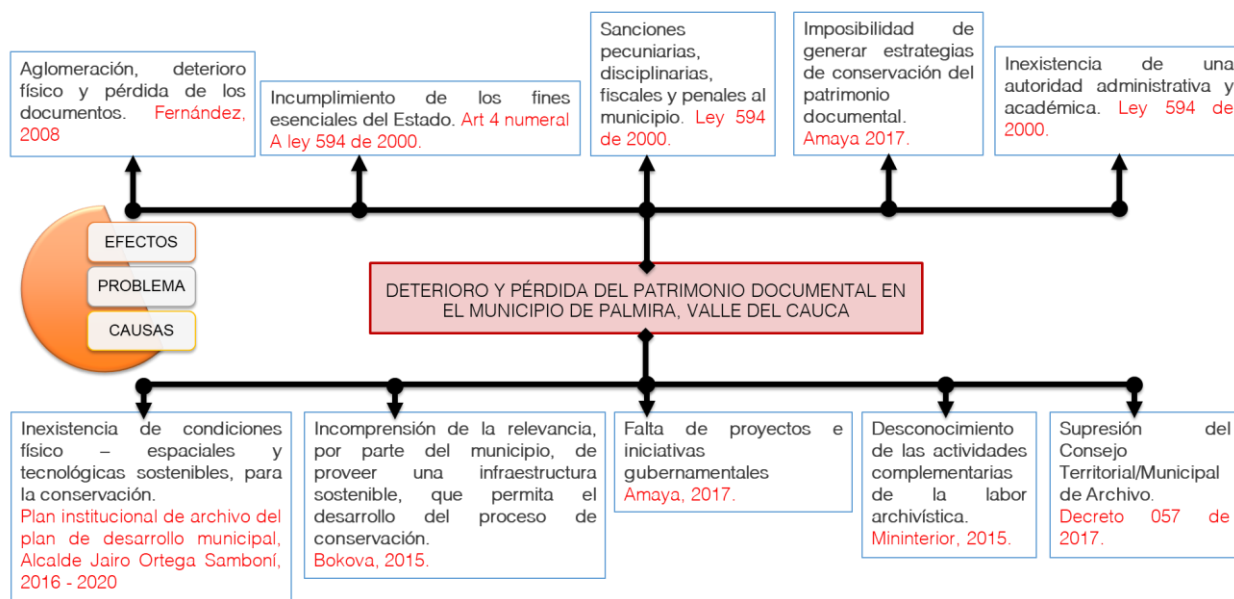 Aglomeración, deterioro
físico y pérdida de los
documentos. Fernández,
2008
Incumplimiento de los fines
esenciales del Estado. Art 4 numeral
A ley 594 de 2000.
Sanciones
pecuniarias,
disciplinarias,
fiscales y penales al
municipio. Ley 594
de 2000.
Imposibilidad de
generar estrategias
de conservación del
patrimonio
documental.
Amaya 2017.
Inexistencia de una
autoridad administrativa y
académica. Ley 594 de
2000.
EFECTOS
PROBLEMA
CAUSAS
DETERIORO Y PÉRDIDA DEL PATRIMONIO DOCUMENTAL EN
EL MUNICIPIO DE PALMIRA, VALLE DEL CAUCA
Inexistencia de condiciones
físico – espaciales y
tecnológicas sostenibles, para
la conservación.
Plan institucional de archivo del
plan de desarrollo municipal,
Alcalde Jairo Ortega Samboní,
2016 - 2020
Incomprensión de la relevancia,
por parte del municipio, de
proveer una infraestructura
sostenible, que permita el
desarrollo del proceso de
conservación.
Bokova, 2015.
Falta de proyectos e
iniciativas
gubernamentales
Amaya, 2017.
Desconocimiento
de las actividades
complementarias
de la labor
archivística.
Mininterior, 2015.
Supresión del
Consejo
Territorial/Municipal
de Archivo.
Decreto 057 de
2017.